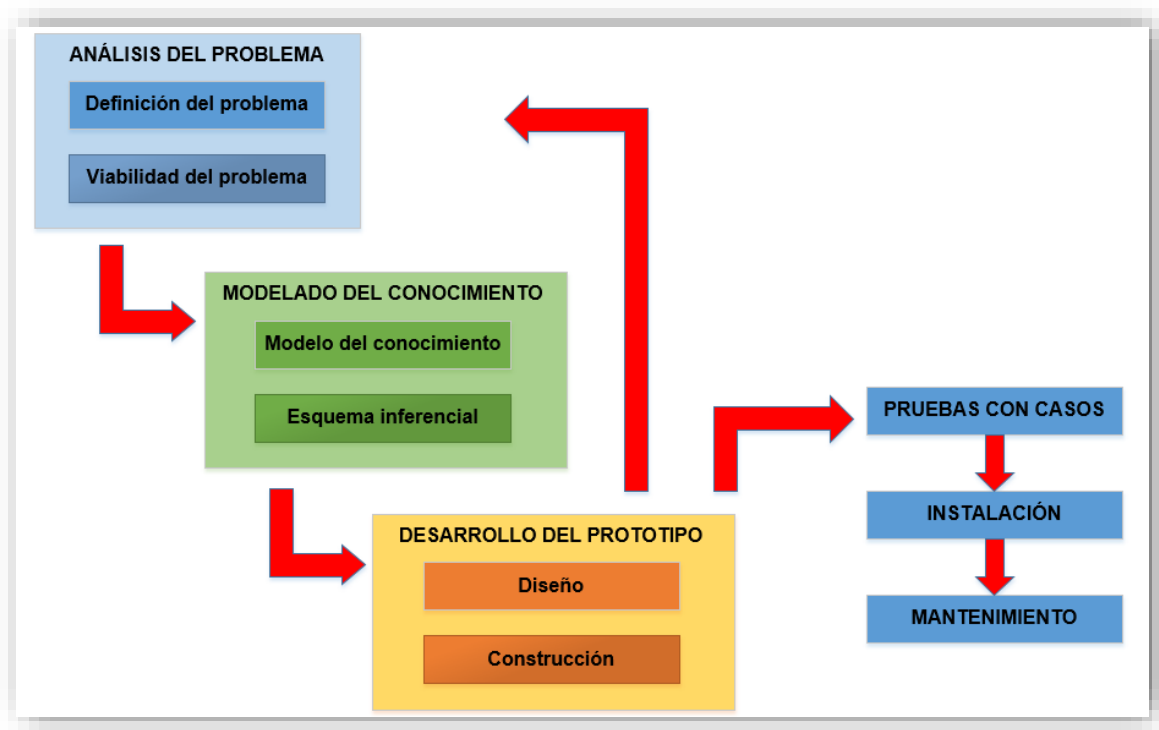 ANÁLISIS DEL PROBLEMA
Definición del problema
Viabilidad del problema
MODELADO DEL CONOCIMIENTO
Modelo del conocimiento
Esquema inferencial
DESARROLLO DEL PROTOTIPO
Diseño
Construcción
PRUEBAS CON CASOS
INSTALACIÓN
MANTENIMIENTO